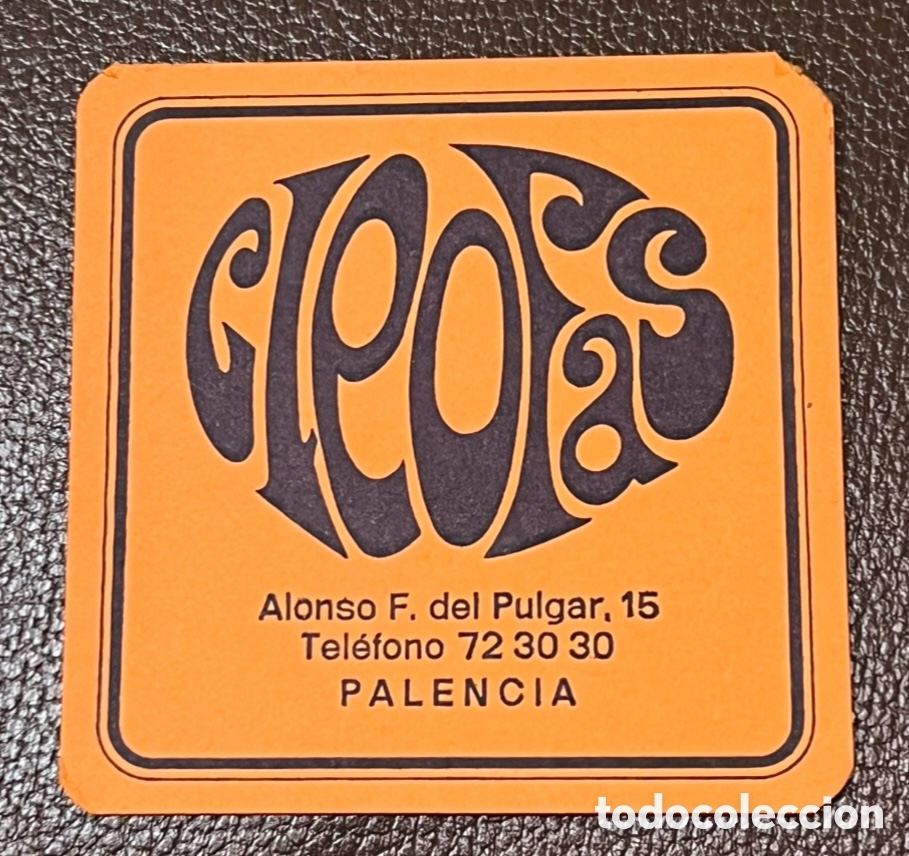 Cleofas
Alonso F. del Pulgar, 15
Teléfono 72 30 30
PALENCIA
todocoleccion